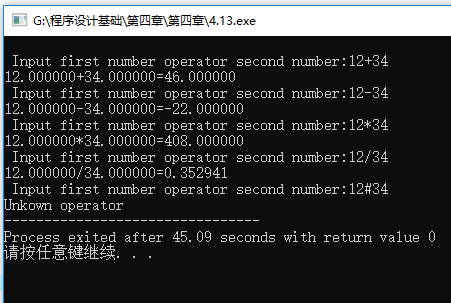 G:\程序设计基础\第四章\第四章\4.13.exe
Input first number operator second number:12+34
12.000000+34.000000=46.000000
Input first number operator second number:12-34
12.000000-34.000000=-22.000000
Input first number operator second number:12*34
12.000000*34.000000=408.000000
Input first number operator second number:12/34
12.000000/34.000000=0.352941
Input first number operator second number:12#34
Unkown operator
--------------------------------
Process exited after 45.09 seconds with return value 0
请按任意键继续. . .